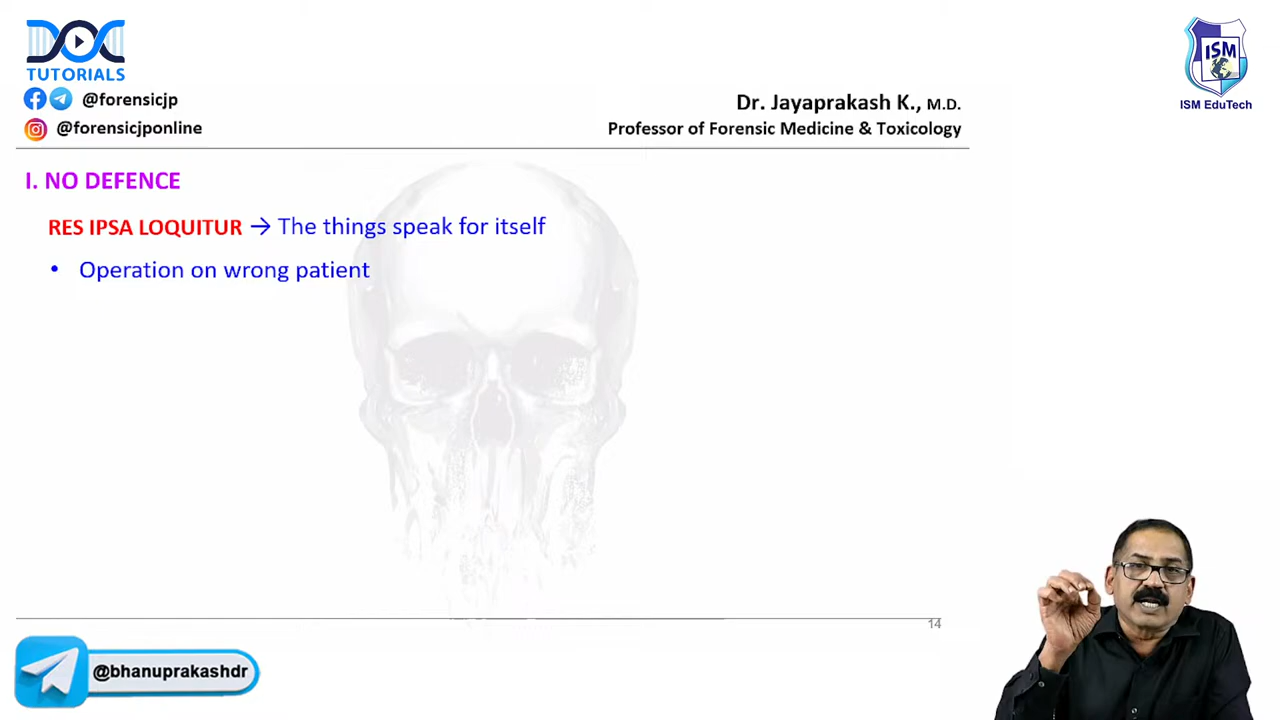 DOC
TUTORIALS
@forensicjp
@forensicjponline
Dr. Jayaprakash K., M.D.
Professor of Forensic Medicine & Toxicology
ISM
ISM EduTech
I. NO DEFENCE
RES IPSA LOQUITUR → The things speak for itself
• Operation on wrong patient
14
@bhanuprakashdr